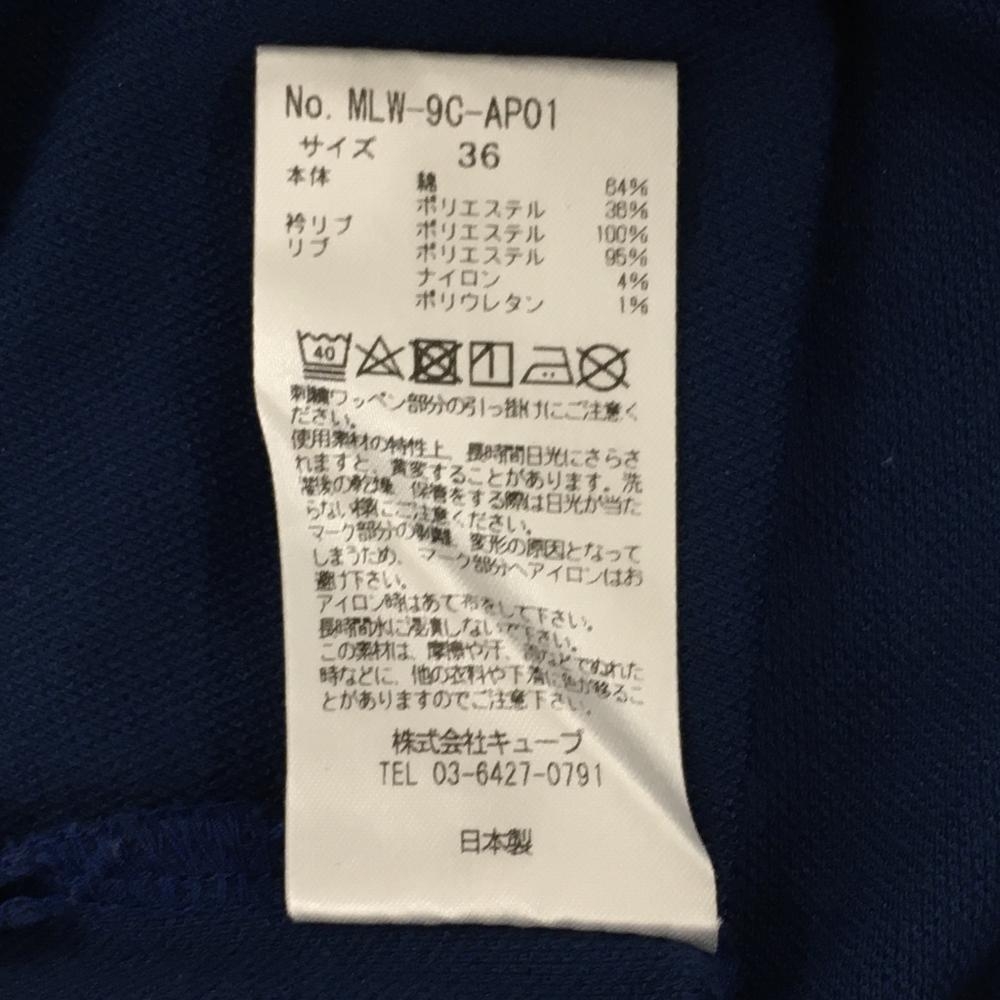 No. MLW-9C-AP01
サイズ 36
本体 綿 64%
ポリエステル 36%
衿リブ ポリエステル 100%
リブ ポリエステル 95%
ナイロン 4%
ポリウレタン 1%
40
刺繍ワッペン部分の引っ掛けにご注意く
ださい。
使用素材の特性上、長時間日光にさらさ
れますと、黄変することがあります。洗
濯後の乾燥、保管をする際は日光が当た
らない様にご注意ください。
マーク部分の剥離、変形の原因となって
しまうため、マーク部分へアイロンはお
避け下さい。
アイロン時はあて布をして下さい。
長時間水に浸漬しないで下さい。
この素材は、摩擦や汗、などでぬれた
時などに、他の衣料や下着に色が移るこ
とがありますのでご注意下さい。
株式会社キューブ
TEL 03-6427-0791
日本製